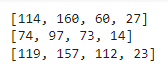 [114, 160, 60, 27]
[74, 97, 73, 14]
[119, 157, 112, 23]